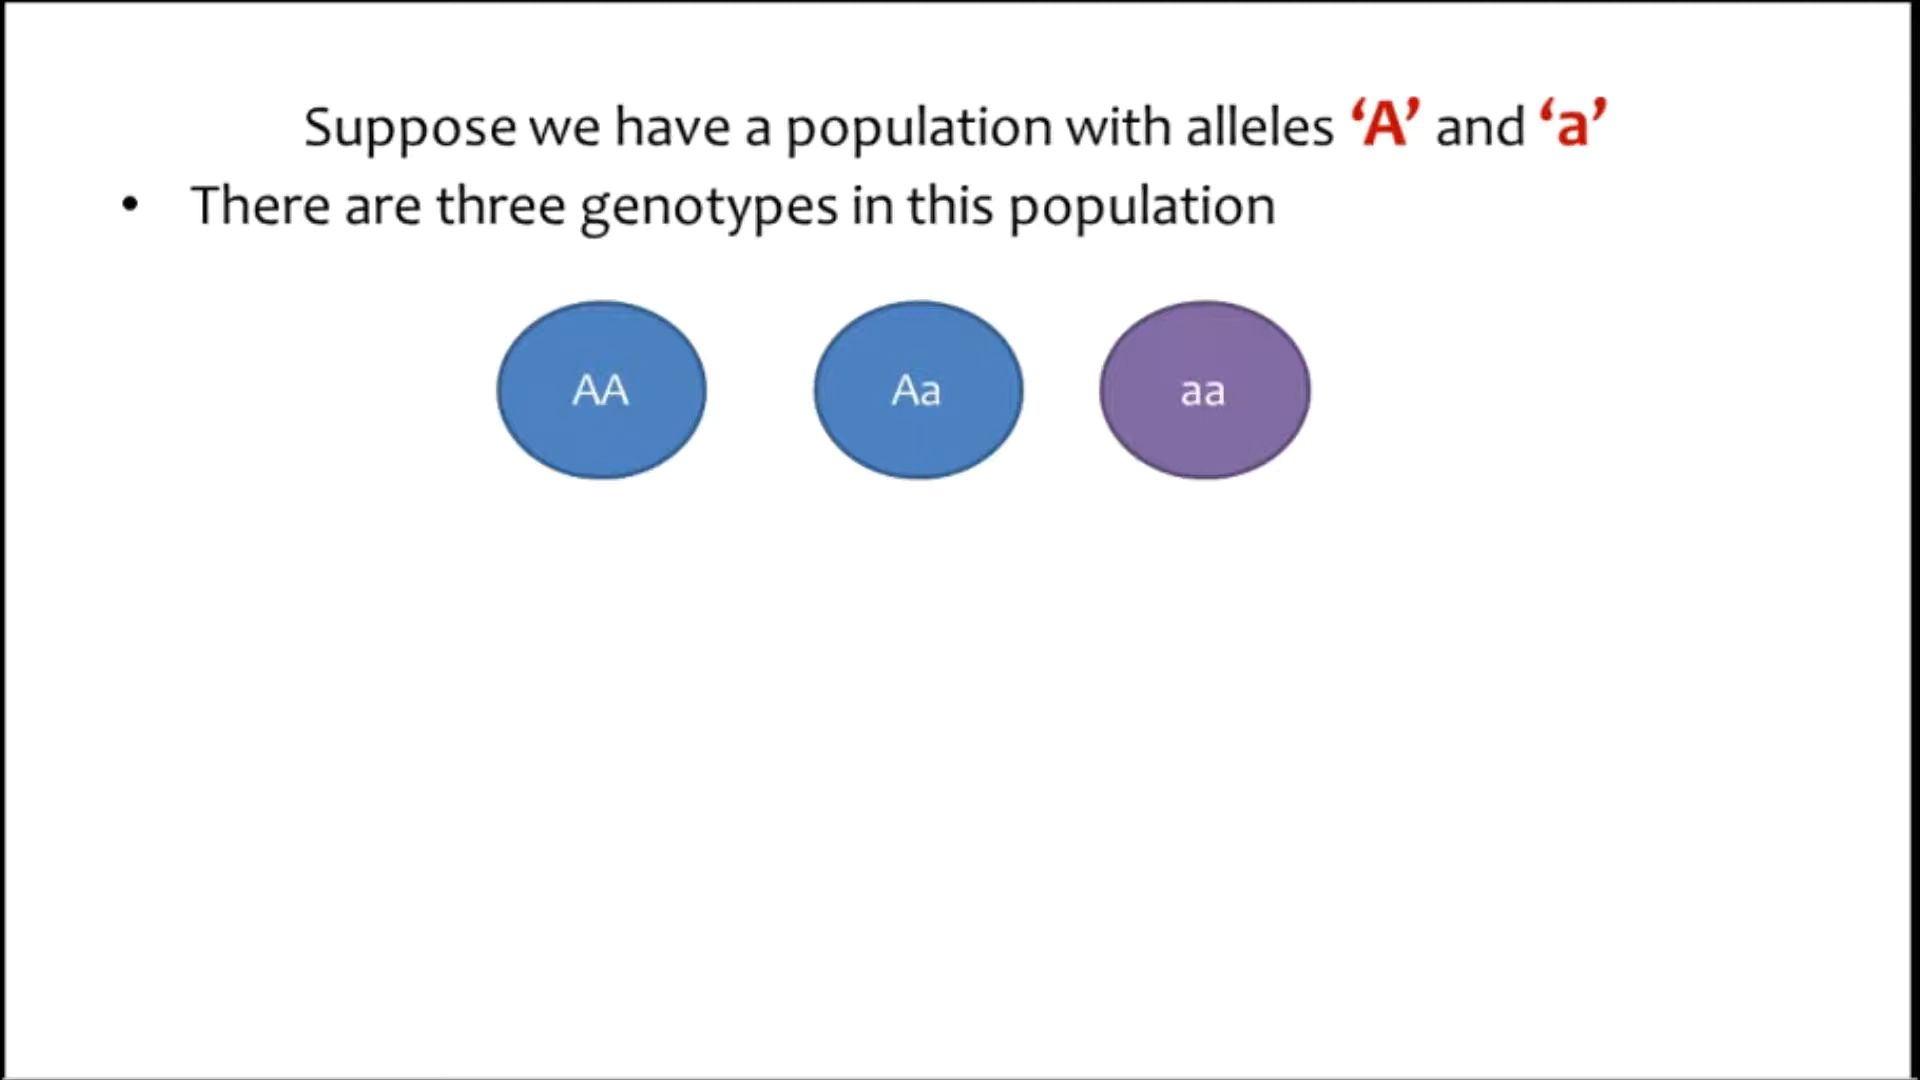 Suppose we have a population with alleles ‘A’ and ‘a’
• There are three genotypes in this population
AA Aa aa